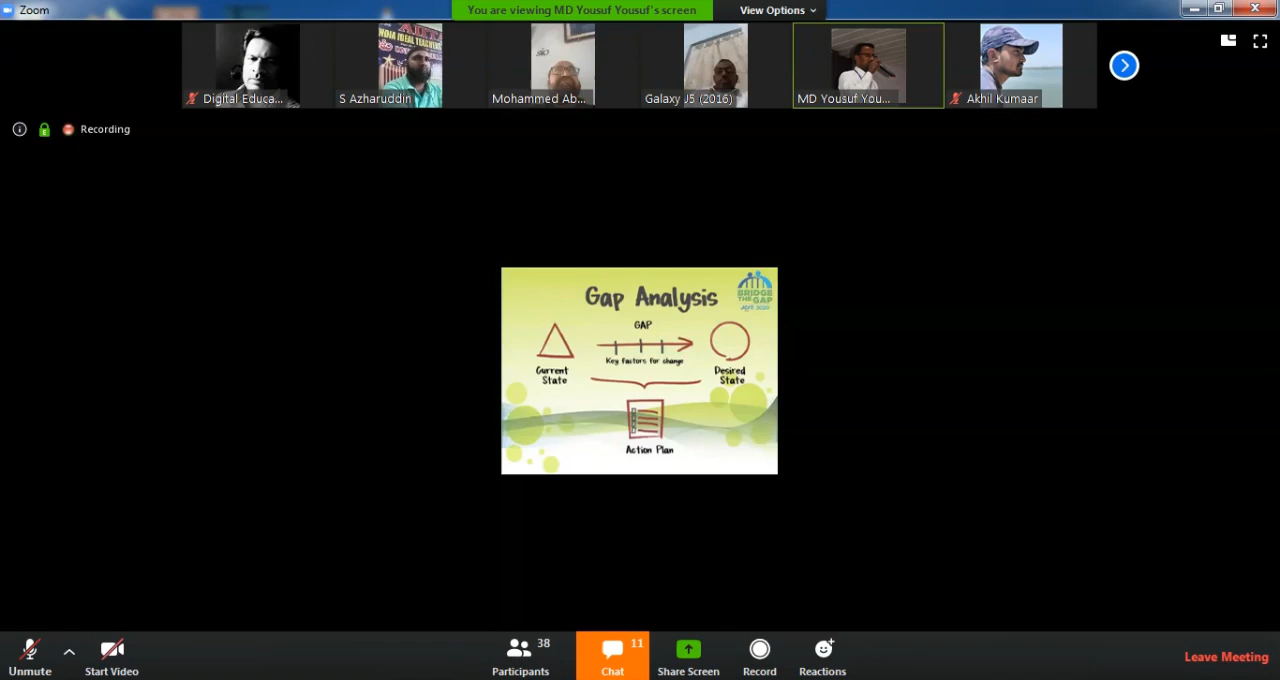 Zoom
You are viewing MD Yousuf Yousuf's screen
View Options
Digital Educa...
S Azharuddin
Mohammed Ab...
Galaxy J5 (2016)
MD Yousuf You...
Akhil Kumaar
Recording
Gap Analysis
BRIDGE
THE GAP
GAP
Key factors for change
Current
State
Desired
State
Action Plan
Unmute
Start Video
Participants
38
Chat
11
Share Screen
Record
Reactions
Leave Meeting